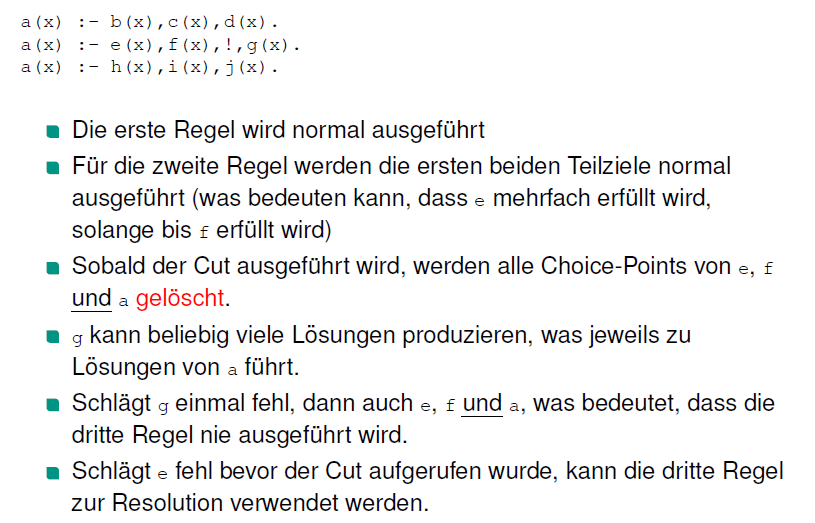 a(x) :- b(x),c(x),d(x).
a(x) :- e(x),f(x),!,g(x).
a(x) :- h(x),i(x),j(x).
Die erste Regel wird normal ausgeführt
Für die zweite Regel werden die ersten beiden Teilziele normal
ausgeführt (was bedeuten kann, dass e mehrfach erfüllt wird,
solange bis f erfüllt wird)
Sobald der Cut ausgeführt wird, werden alle Choice-Points von e, f
und a gelöscht.
g kann beliebig viele Lösungen produzieren, was jeweils zu
Lösungen von a führt.
Schlägt g einmal fehl, dann auch e, f und a, was bedeutet, dass die
dritte Regel nie ausgeführt wird.
Schlägt e fehl bevor der Cut aufgerufen wurde, kann die dritte Regel
zur Resolution verwendet werden.